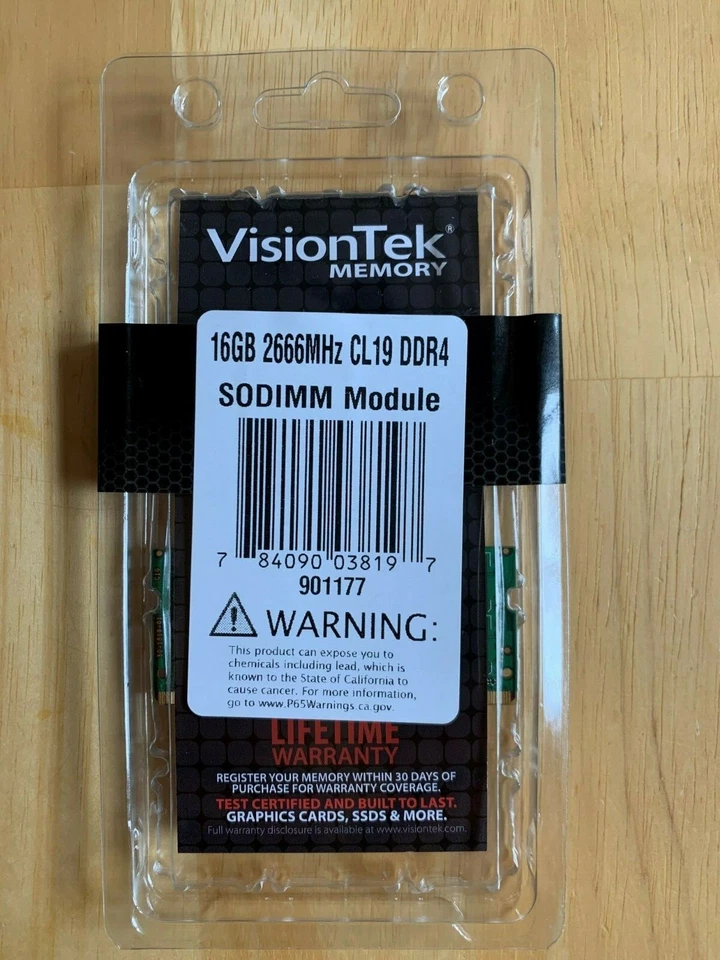 VisionTek®
MEMORY
16GB 2666MHz CL19 DDR4
SODIMM Module
7 84090 03819 7
901177
WARNING:
This product can expose you to
chemicals including lead, which is
known to the State of California to
cause cancer. For more information,
go to www.P65Warnings.ca.gov.
LIFETIME
WARRANTY
REGISTER YOUR MEMORY WITHIN 30 DAYS OF
PURCHASE FOR WARRANTY COVERAGE.
TEST CERTIFIED AND BUILT TO LAST.
GRAPHICS CARDS, SSDS & MORE.
Full warranty disclosure is available at www.visiontek.com.